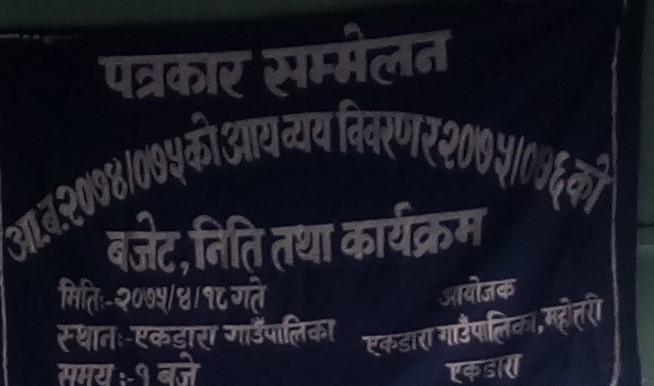 पत्रकार सम्मेलन
आ.ब.२०७४/०७५को आय व्यय विवरण र २०७५/०७६ को
बजेट, निति तथा कार्यक्रम
मितिः-२०७५/४/१८ गते
स्थानः-एकडारा गाउँपालिका
समय :-१ बजे
आयोजक
एकडारा गाउँपालिका, महोत्तरी
एकडारा